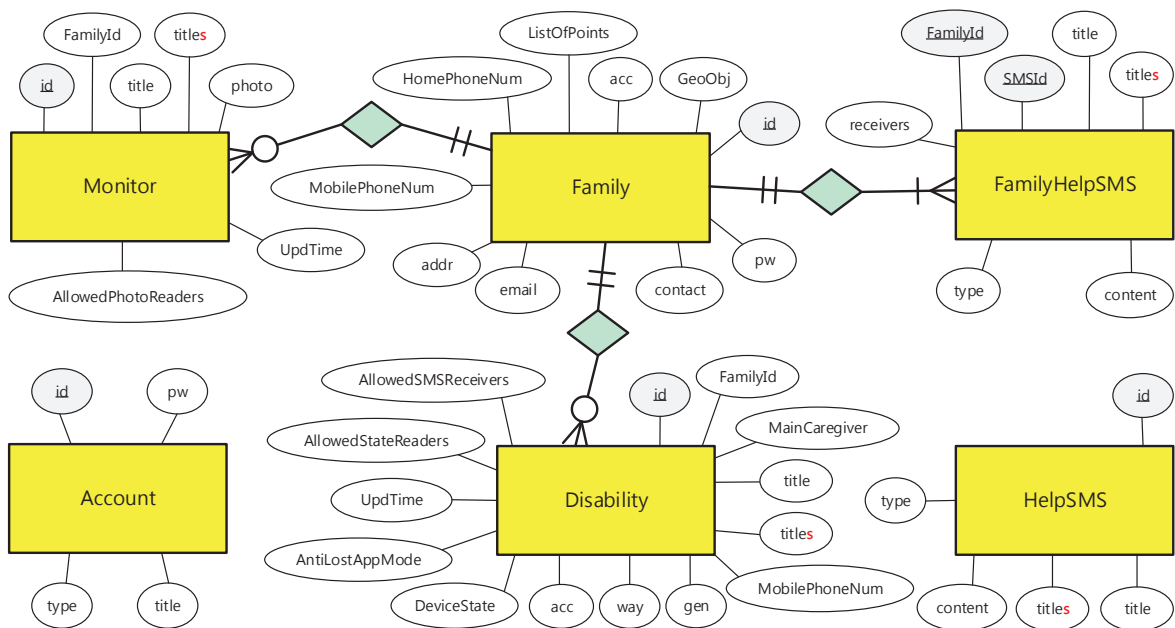 ListOfPoints
FamilyId
titles
FamilyId
title
HomePhoneNum
acc
GeoObj
id
title
photo
SMSId
titles
id
receivers
Monitor
MobilePhoneNum
Family
FamilyHelpSMS
UpdTime
addr
pw
AllowedPhotoReaders
email
contact
type
content
AllowedSMSReceivers
id
FamilyId
id
pw
id
AllowedStateReaders
MainCaregiver
title
Account
UpdTime
Disability
type
HelpSMS
titles
AntiLostAppMode
MobilePhoneNum
type
title
DeviceState
acc
way
gen
content
titles
title